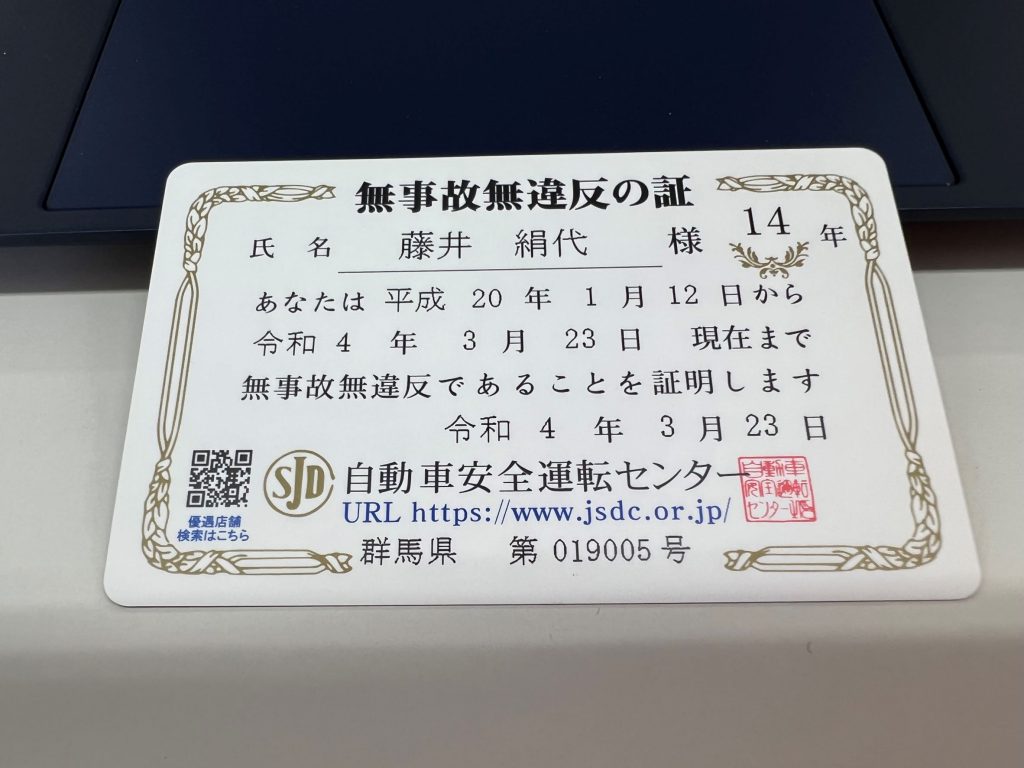 無事故無違反の証
氏 名 藤井 絹代 様 14 年
あなたは 平成 20 年 1 月 12 日から
令和 4 年 3 月 23 日 現在まで
無事故無違反であることを証明します
令和 4 年 3 月 23 日
SJD 自動車安全運転センター
URL https://www.jsdc.or.jp/
優遇店舗
検索はこちら
群馬県 第 019005 号